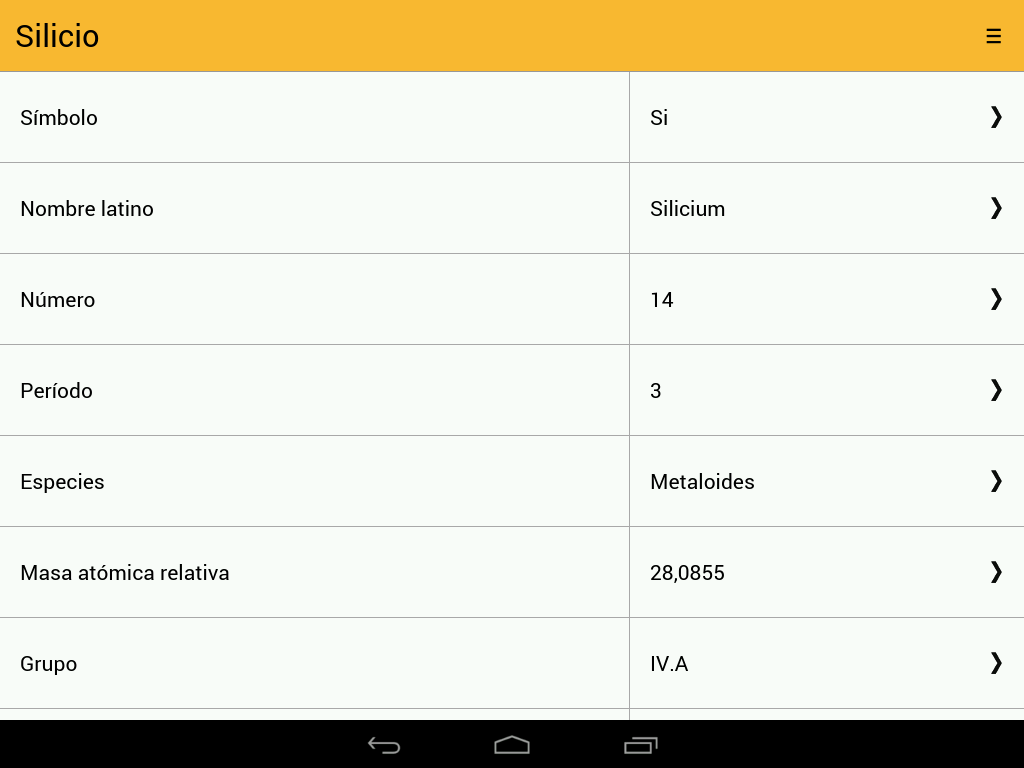 Silicio
Símbolo Si
Nombre latino Silicium
Número 14
Período 3
Especies Metaloides
Masa atómica relativa 28,0855
Grupo IV.A